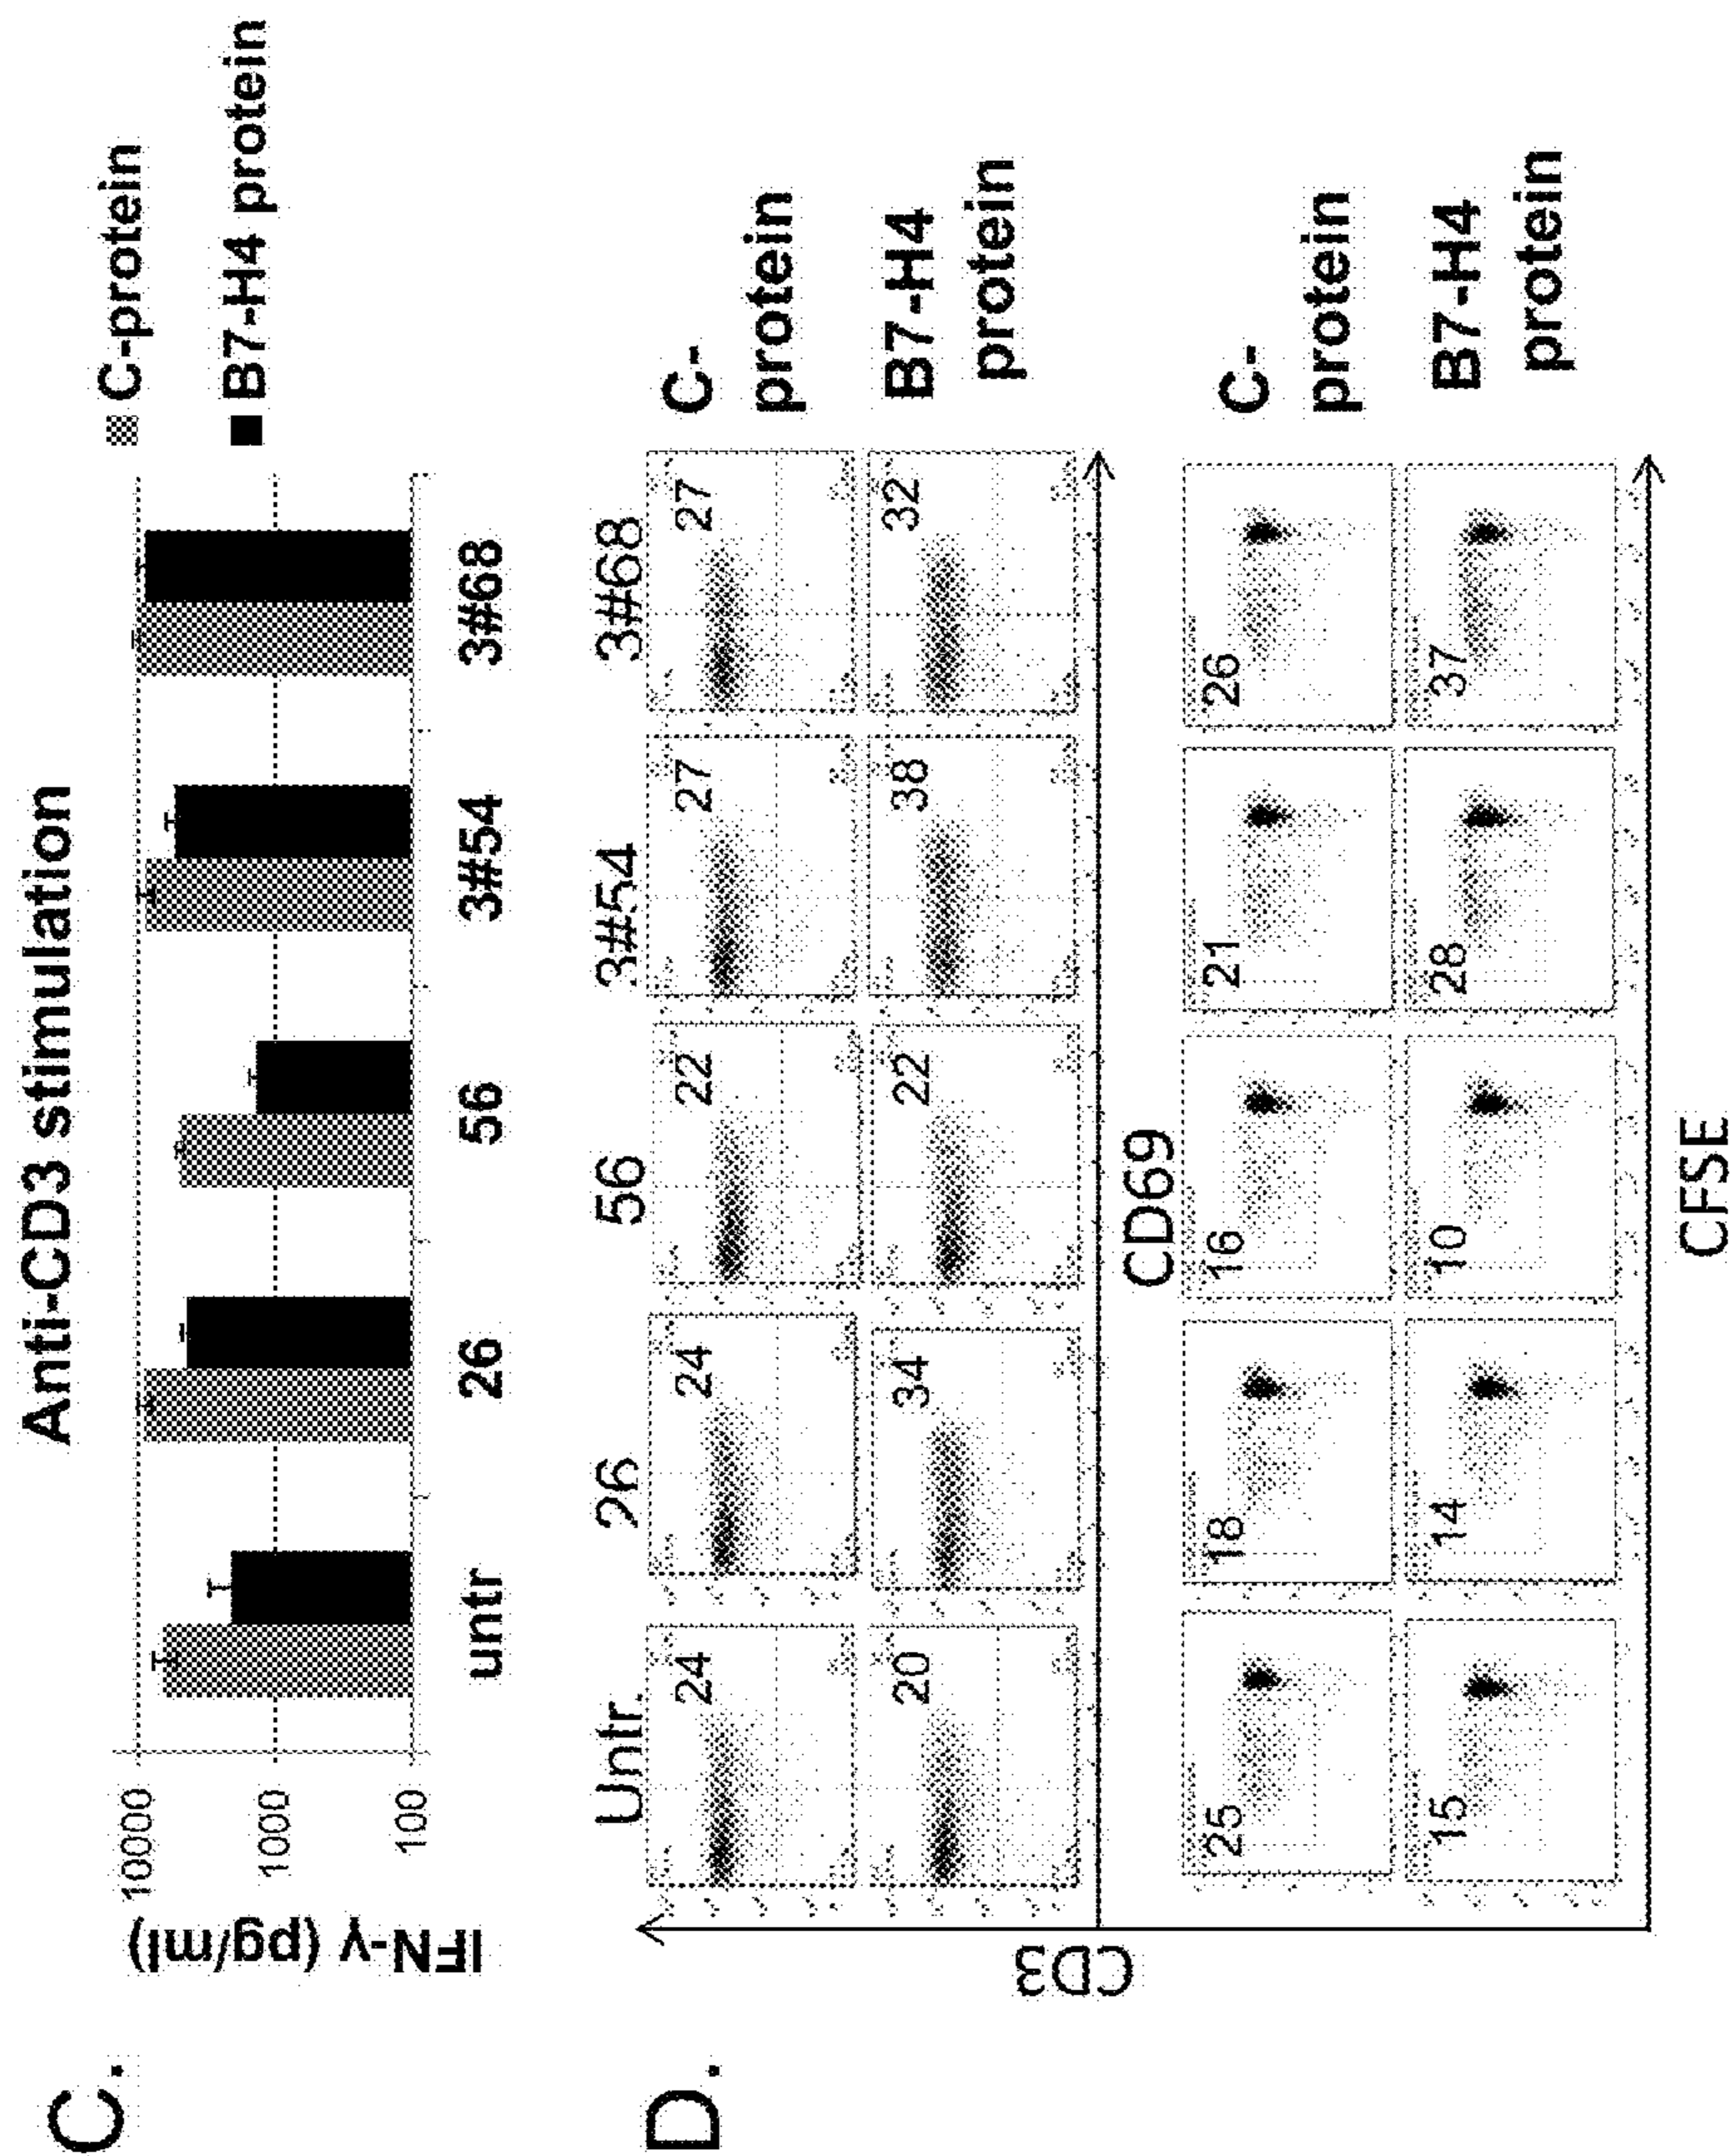 C.
Anti-CD3 stimulation
C-protein
B7-H4 protein
IFN-γ (pg/ml)
10000
1000
100
untr 26 56 3#54 3#68
D.
Untr. 26 56 3#54 3#68
24 24 22 27 27
C-
protein
20 34 22 38 32
B7-H4
protein
CD3
CD69
25 18 16 21 26
C-
protein
15 14 10 28 37
B7-H4
protein
CFSE